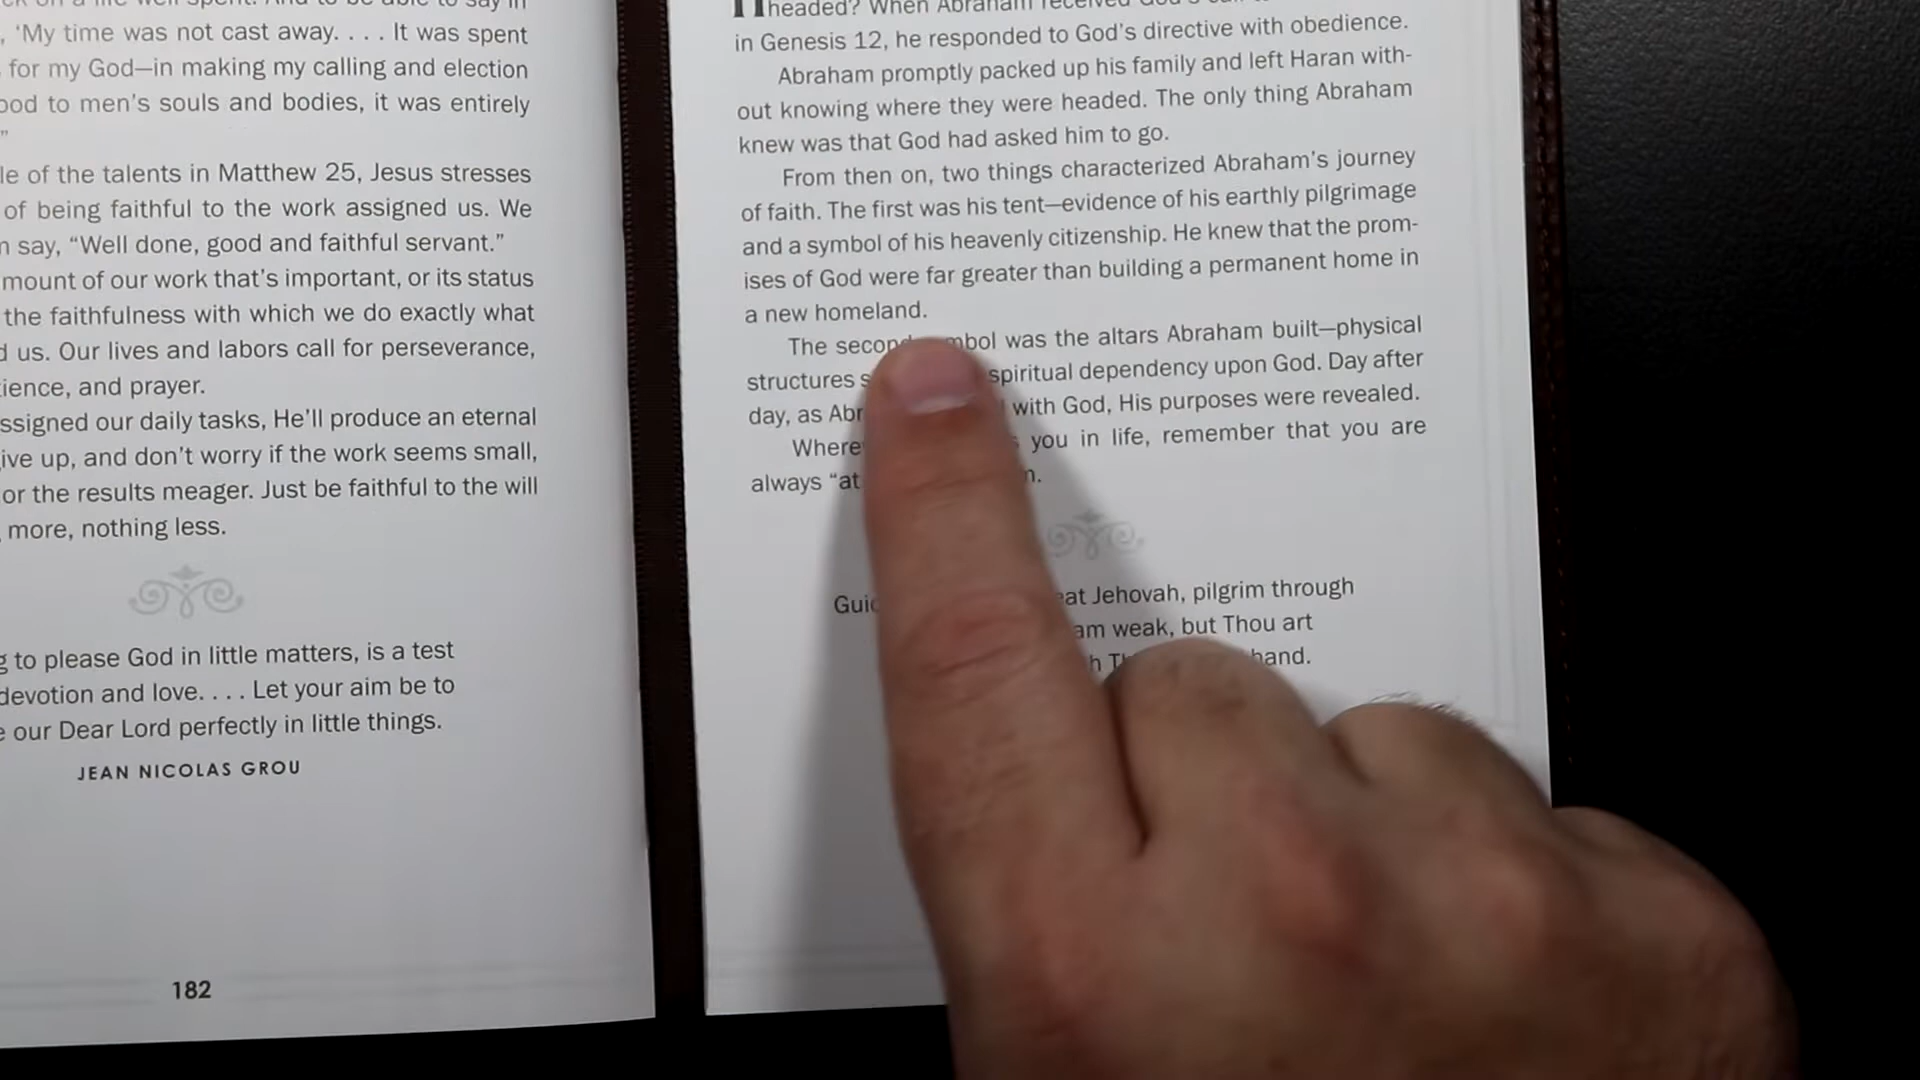 a life well spent. And to be able to say in
, ‘My time was not cast away. . . . It was spent
for my God—in making my calling and election
to men’s souls and bodies, it was entirely
”
of the talents in Matthew 25, Jesus stresses
of being faithful to the work assigned us. We
say, “Well done, good and faithful servant.”
of our work that’s important, or its status
the faithfulness with which we do exactly what
us. Our lives and labors call for perseverance,
and prayer.
our daily tasks, He’ll produce an eternal
up, and don’t worry if the work seems small,
or the results meager. Just be faithful to the will
more, nothing less.
to please God in little matters, is a test
devotion and love. . . . Let your aim be to
our Dear Lord perfectly in little things.
JEAN NICOLAS GROU
182
headed? When Abraham received God’s call
in Genesis 12, he responded to God’s directive with obedience.
Abraham promptly packed up his family and left Haran with-
out knowing where they were headed. The only thing Abraham
knew was that God had asked him to go.
From then on, two things characterized Abraham’s journey
of faith. The first was his tent—evidence of his earthly pilgrimage
and a symbol of his heavenly citizenship. He knew that the prom-
ises of God were far greater than building a permanent home in
a new homeland.
The second symbol was the altars Abraham built—physical
structures spiritual dependency upon God. Day after
day, as with God, His purposes were revealed.
you in life, remember that you are
always “at
Jehovah, pilgrim through
am weak, but Thou art
hand.